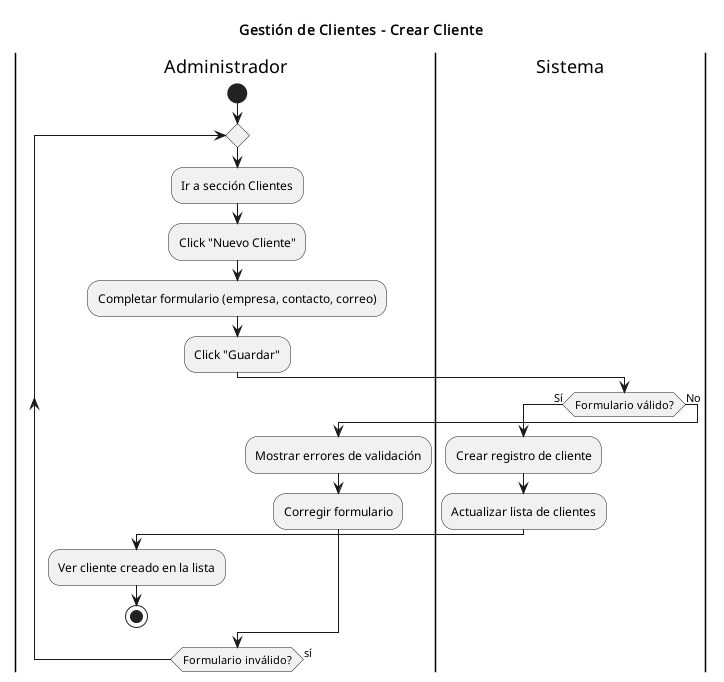 Gestión de Clientes - Crear Cliente
Administrador
Sistema
Ir a sección Clientes
Click "Nuevo Cliente"
Completar formulario (empresa, contacto, correo)
Click "Guardar"
Sí
Formulario válido?
No
Mostrar errores de validación
Crear registro de cliente
Corregir formulario
Actualizar lista de clientes
Ver cliente creado en la lista
Formulario inválido?
sí